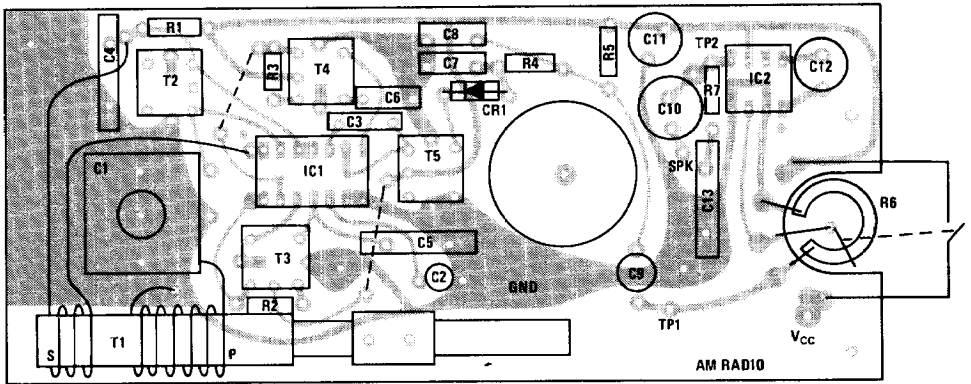 C4
R1
T2
R3
T4
C8
C7
C6
C3
R4
CR1
R5
C11
TP2
IC2
C12
R7
C10
C1
IC1
T5
SPK
C13
R6
T3
C5
C2
GND
C9
R2
S
T1
P
TP1
VCC
AM RADIO